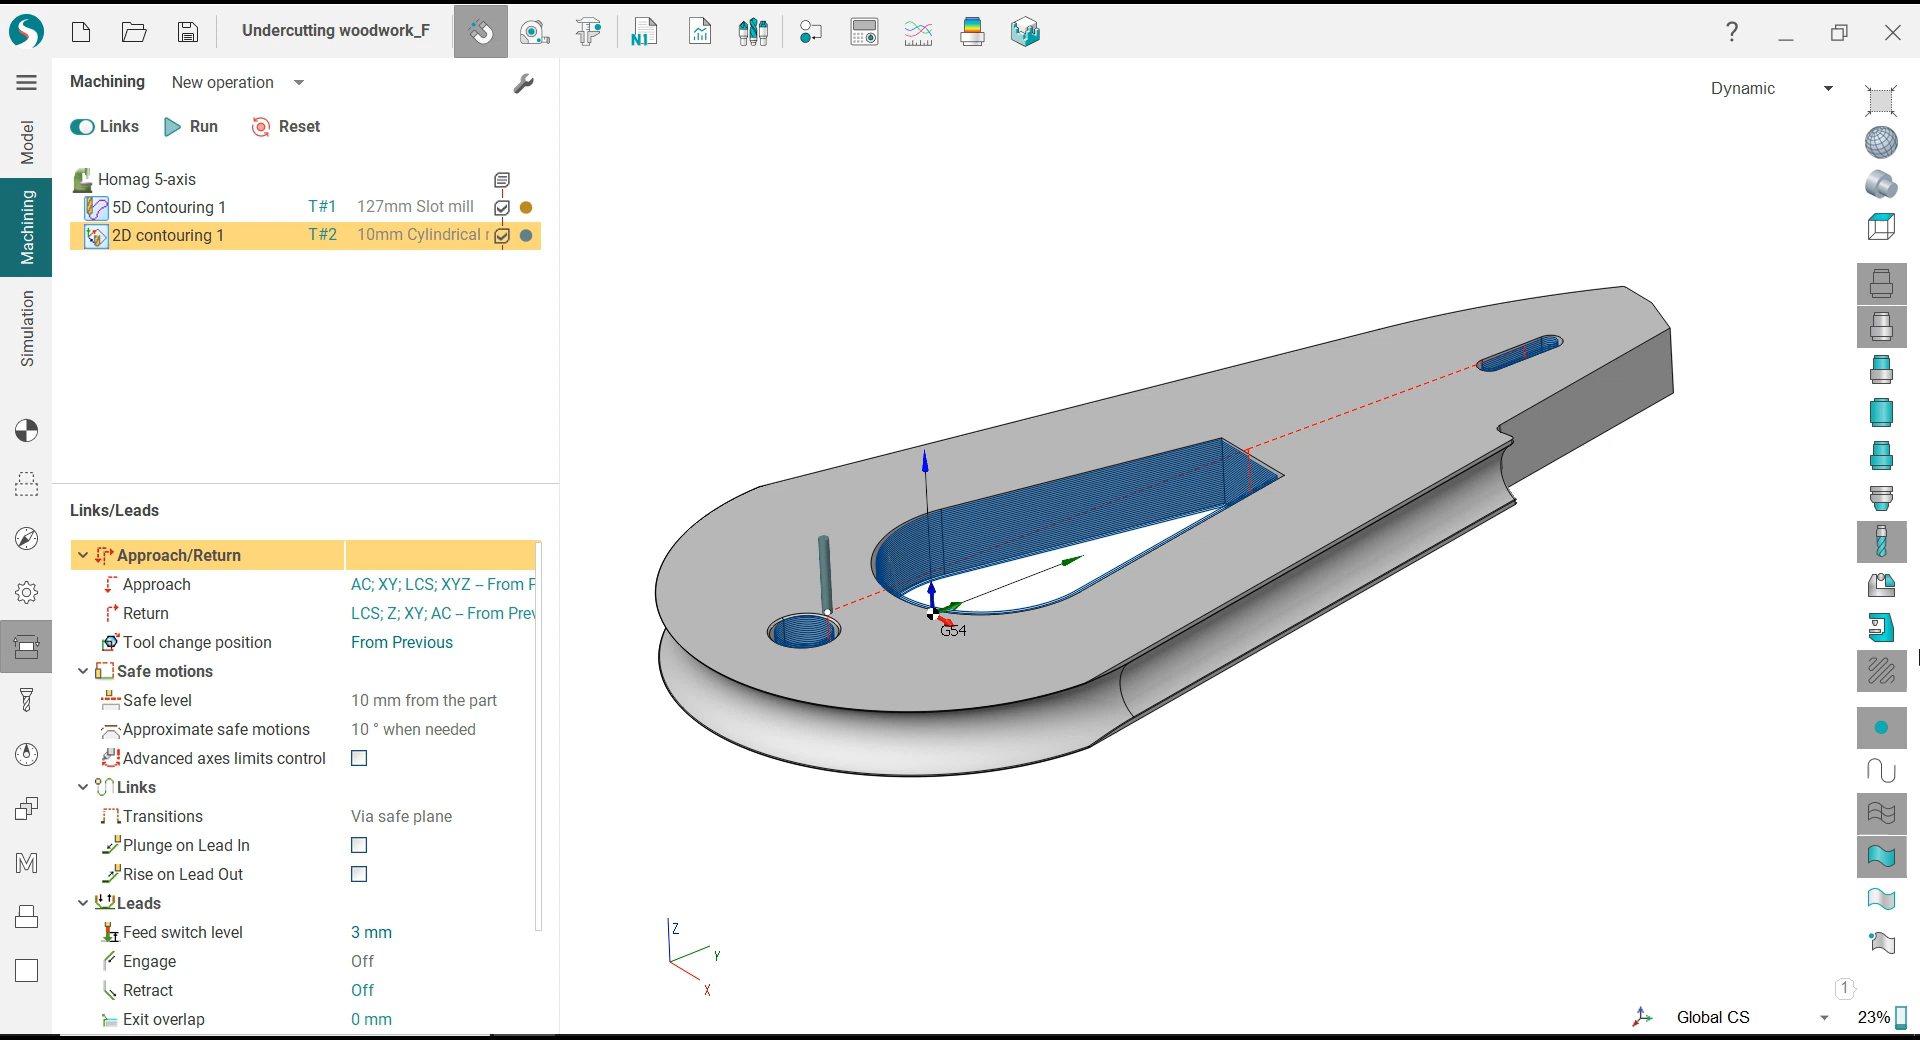 Undercutting woodwork_F
N1
?
Machining
New operation
Dynamic
Links
Run
Reset
Model
Machining
Simulation
Homag 5-axis
5D Contouring 1 T#1 127mm Slot mill
2D contouring 1 T#2 10mm Cylindrical
Links/Leads
Approach/Return
Approach AC; XY; LCS; XYZ – From
Return LCS; Z; XY; AC – From Prev
Tool change position From Previous
Safe motions
Safe level 10 mm from the part
Approximate safe motions 10 ° when needed
Advanced axes limits control
Links
Transitions Via safe plane
Plunge on Lead In
Rise on Lead Out
Leads
Feed switch level 3 mm
Engage Off
Retract Off
Exit overlap 0 mm
G54
Z
Y
X
1
Global CS
23%